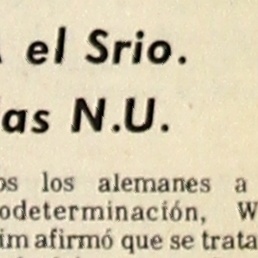 el Srio.
as N.U.
os los alemanes a
odeterminación, W
im afirmó que se trata